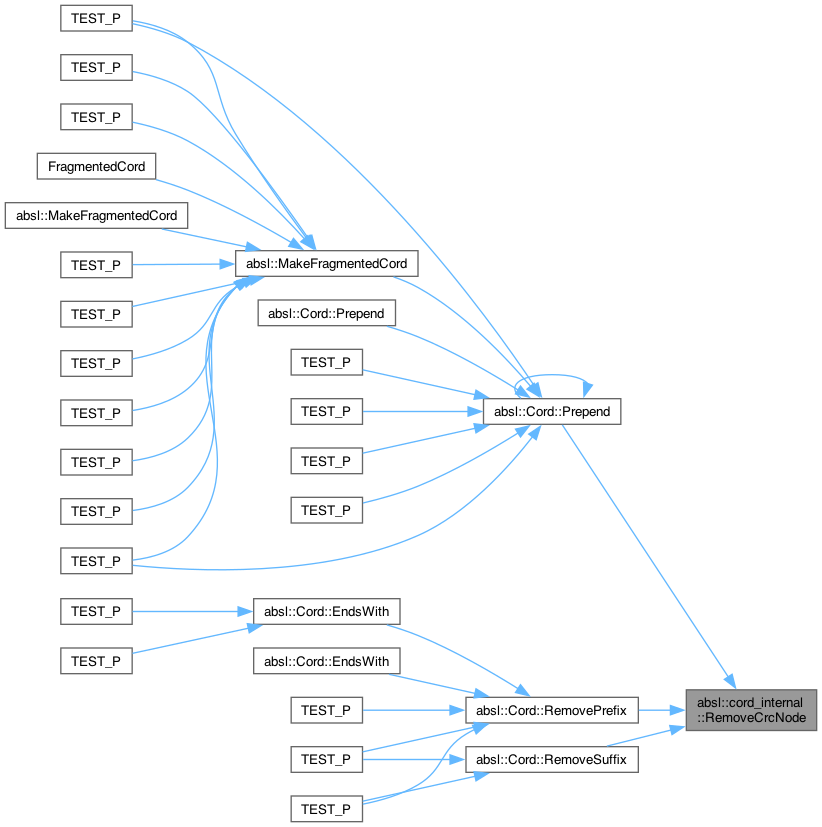 TEST_P
TEST_P
TEST_P
FragmentedCord
absl::MakeFragmentedCord
TEST_P
absl::MakeFragmentedCord
TEST_P
absl::Cord::Prepend
TEST_P
TEST_P
TEST_P
TEST_P
absl::Cord::Prepend
TEST_P
TEST_P
TEST_P
TEST_P
TEST_P
TEST_P
absl::Cord::EndsWith
TEST_P
absl::Cord::EndsWith
TEST_P
absl::Cord::RemovePrefix
absl::cord_internal
::RemoveCrcNode
TEST_P
absl::Cord::RemoveSuffix
TEST_P